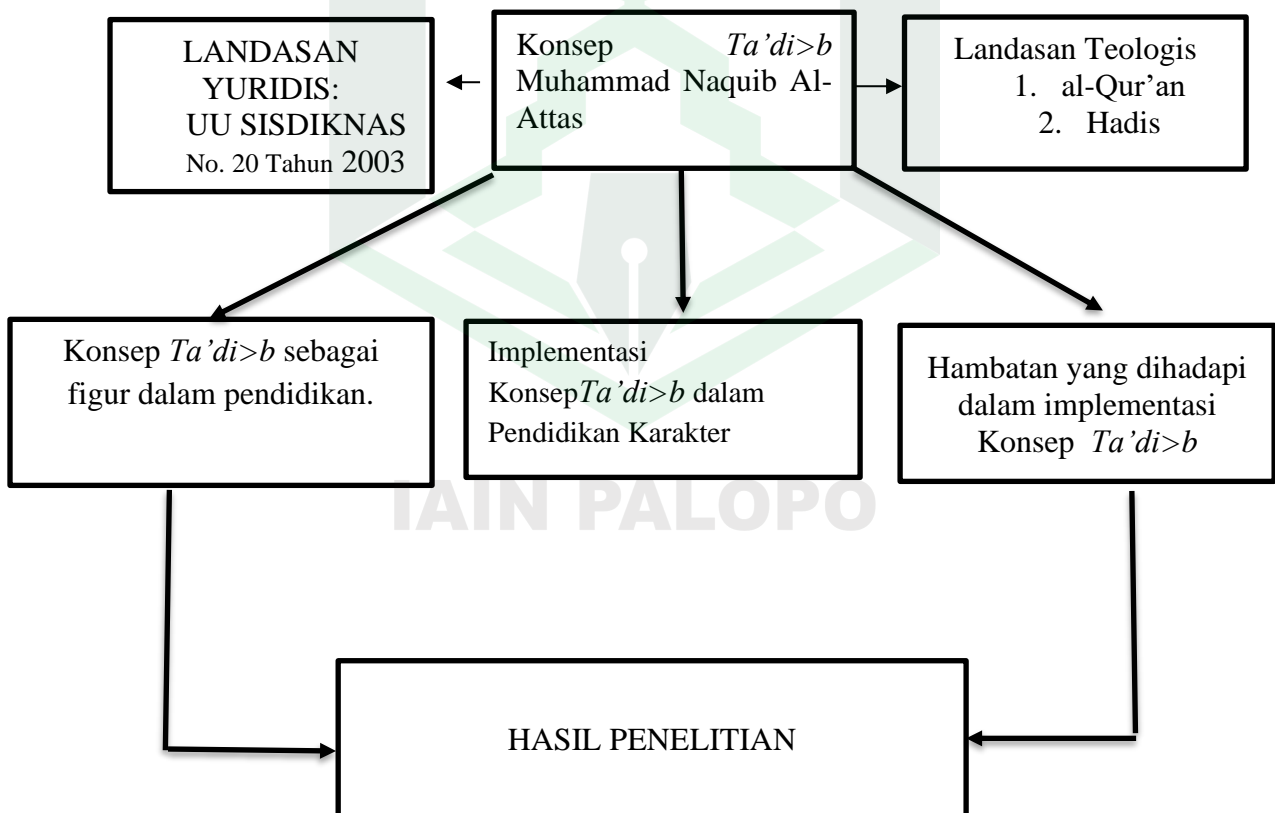 LANDASAN
YURIDIS:
UU SISDIKNAS
No. 20 Tahun 2003
Konsep Ta’di>b
Muhammad Naquib Al-
Attas
Landasan Teologis
1. al-Qur’an
2. Hadis
Konsep Ta’di>b sebagai
figur dalam pendidikan.
Implementasi
KonsepTa’di>b dalam
Pendidikan Karakter
Hambatan yang dihadapi
dalam implementasi
Konsep Ta’di>b
IAIN PALOPO
HASIL PENELITIAN